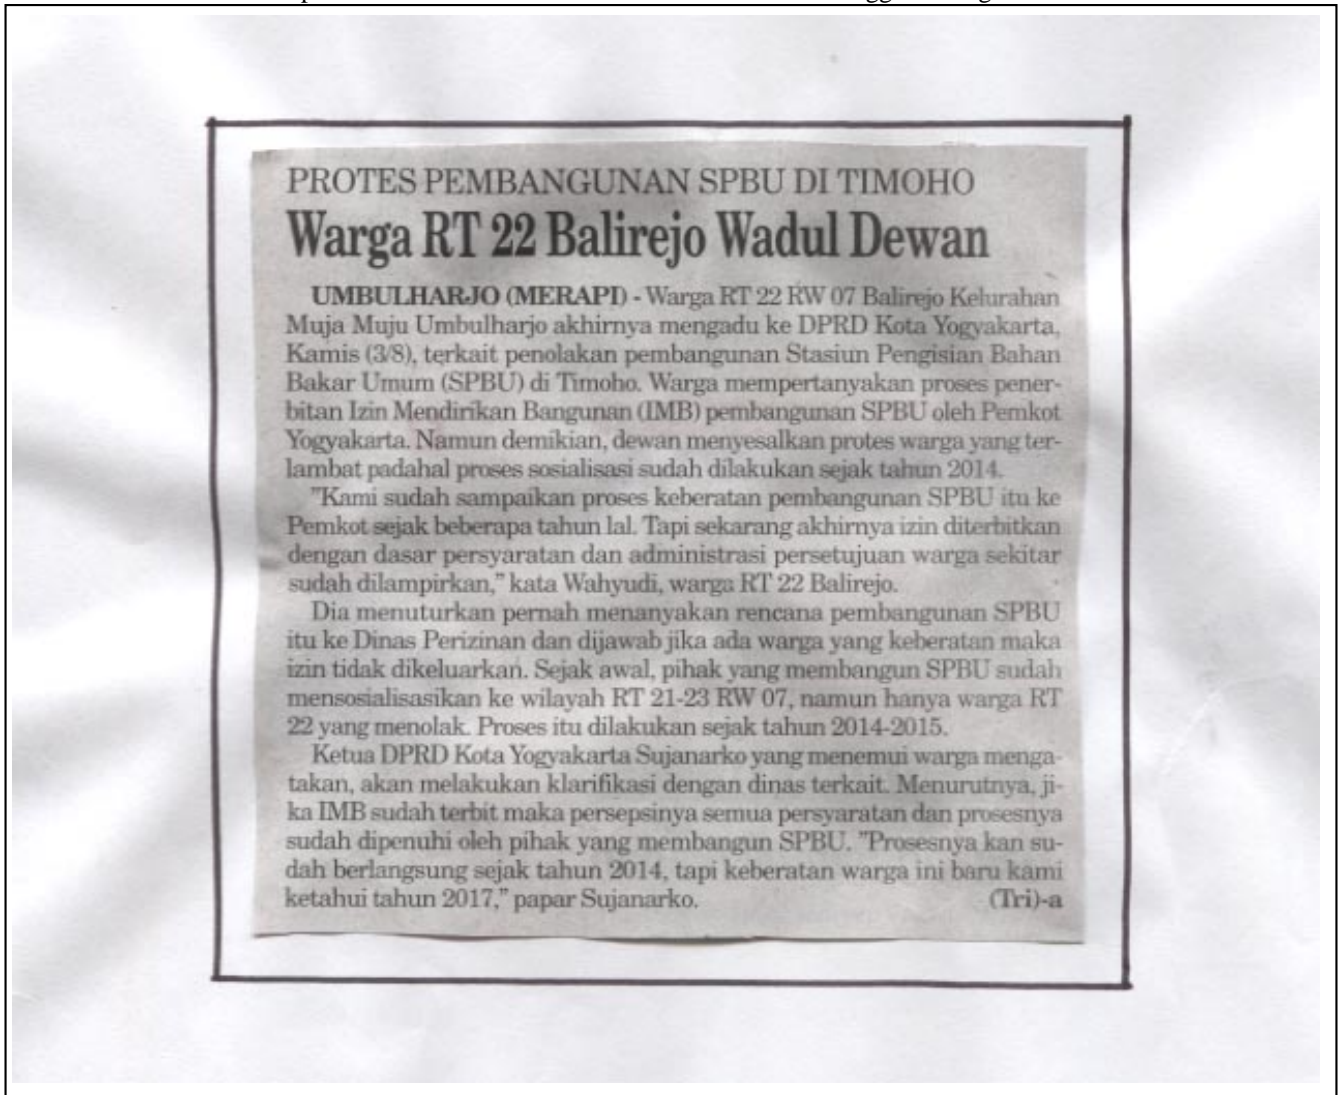 PROTES PEMBANGUNAN SPBU DI TIMOHO
Warga RT 22 Balirejo Wadul Dewan
UMBULHARJO (MERAPI) - Warga RT 22 RW 07 Balirejo Kelurahan
Muja Muju Umbulharjo akhirnya mengadu ke DPRD Kota Yogyakarta,
Kamis (3/8), terkait penolakan pembangunan Stasiun Pengisian Bahan
Bakar Umum (SPBU) di Timoho. Warga mempertanyakan proses pener-
bitan Izin Mendirikan Bangunan (IMB) pembangunan SPBU oleh Pemkot
Yogyakarta. Namun demikian, dewan menyesalkan protes warga yang ter-
lambat padahal proses sosialisasi sudah dilakukan sejak tahun 2014.
"Kami sudah sampaikan proses keberatan pembangunan SPBU itu ke
Pemkot sejak beberapa tahun lal. Tapi sekarang akhirnya izin diterbitkan
dengan dasar persyaratan dan administrasi persetujuan warga sekitar
sudah dilampirkan," kata Wahyudi, warga RT 22 Balirejo.
Dia menuturkan pernah menanyakan rencana pembangunan SPBU
itu ke Dinas Perizinan dan dijawab jika ada warga yang keberatan maka
izin tidak dikeluarkan. Sejak awal, pihak yang membangun SPBU sudah
mensosialisasikan ke wilayah RT 21-23 RW 07, namun hanya warga RT
22 yang menolak. Proses itu dilakukan sejak tahun 2014-2015.
Ketua DPRD Kota Yogyakarta Sujanarko yang menemui warga menga-
takan, akan melakukan klarifikasi dengan dinas terkait. Menurutnya, ji-
ka IMB sudah terbit maka persepsinya semua persyaratan dan prosesnya
sudah dipenuhi oleh pihak yang membangun SPBU. "Prosesnya kan su-
dah berlangsung sejak tahun 2014, tapi keberatan warga ini baru kami
ketahui tahun 2017," papar Sujanarko. (Tri)-a